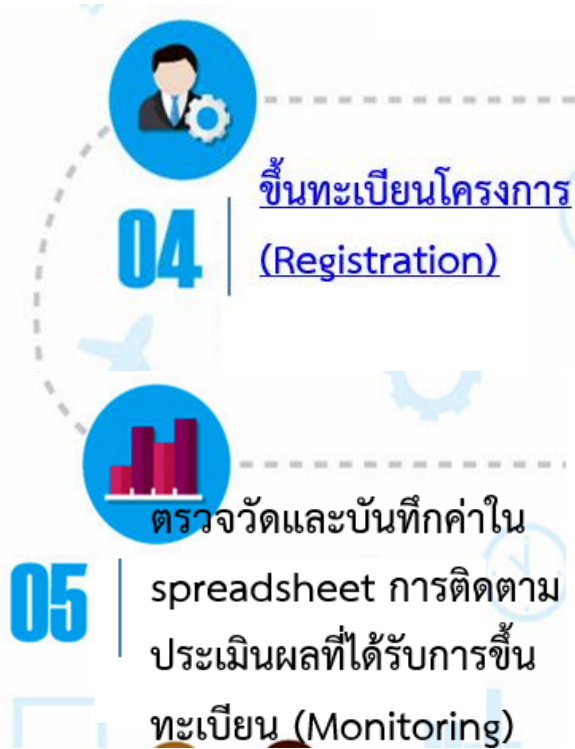 04
ขึ้นทะเบียนโครงการ
(Registration)
05
ตรวจวัดและบันทึกค่าใน
spreadsheet การติดตาม
ประเมินผลที่ได้รับการขึ้น
ทะเบียน (Monitoring)